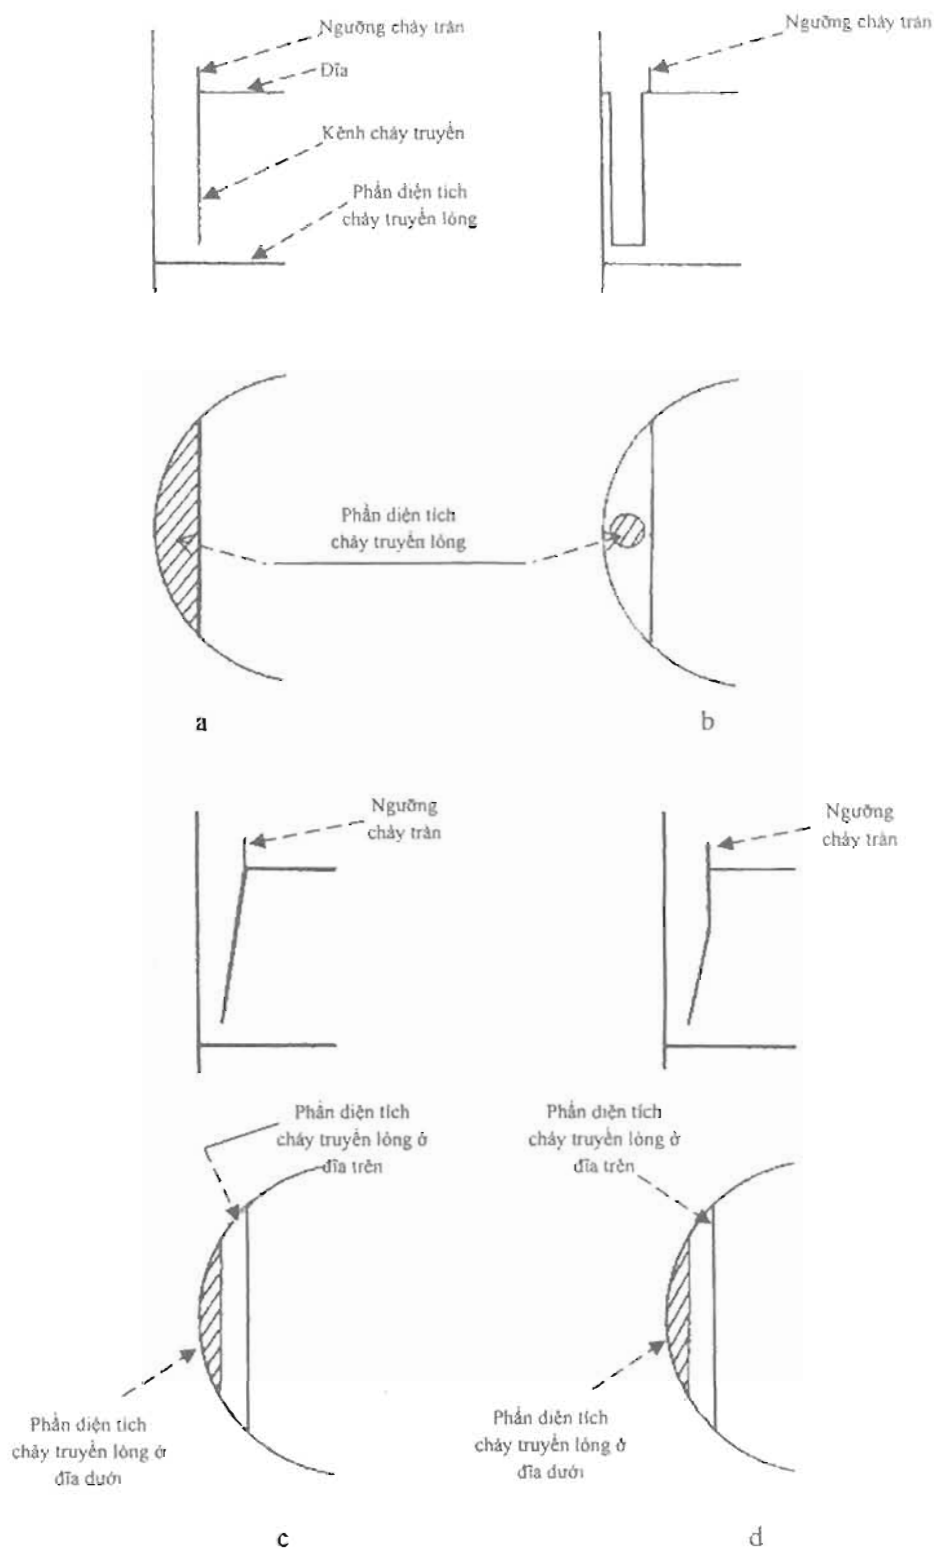 Ngưỡng chảy tràn
Ngưỡng chảy tràn
Đĩa
Kênh chảy truyền
Phần diện tích
chảy truyền lỏng
Phần diện tích
chảy truyền lỏng
a
b
Ngưỡng
chảy tràn
Ngưỡng
chảy tràn
Phần diện tích
chảy truyền lỏng ở
đĩa trên
Phần diện tích
chảy truyền lỏng ở
đĩa trên
Phần diện tích
chảy truyền lỏng ở
đĩa dưới
Phần diện tích
chảy truyền lỏng ở
đĩa dưới
c
d